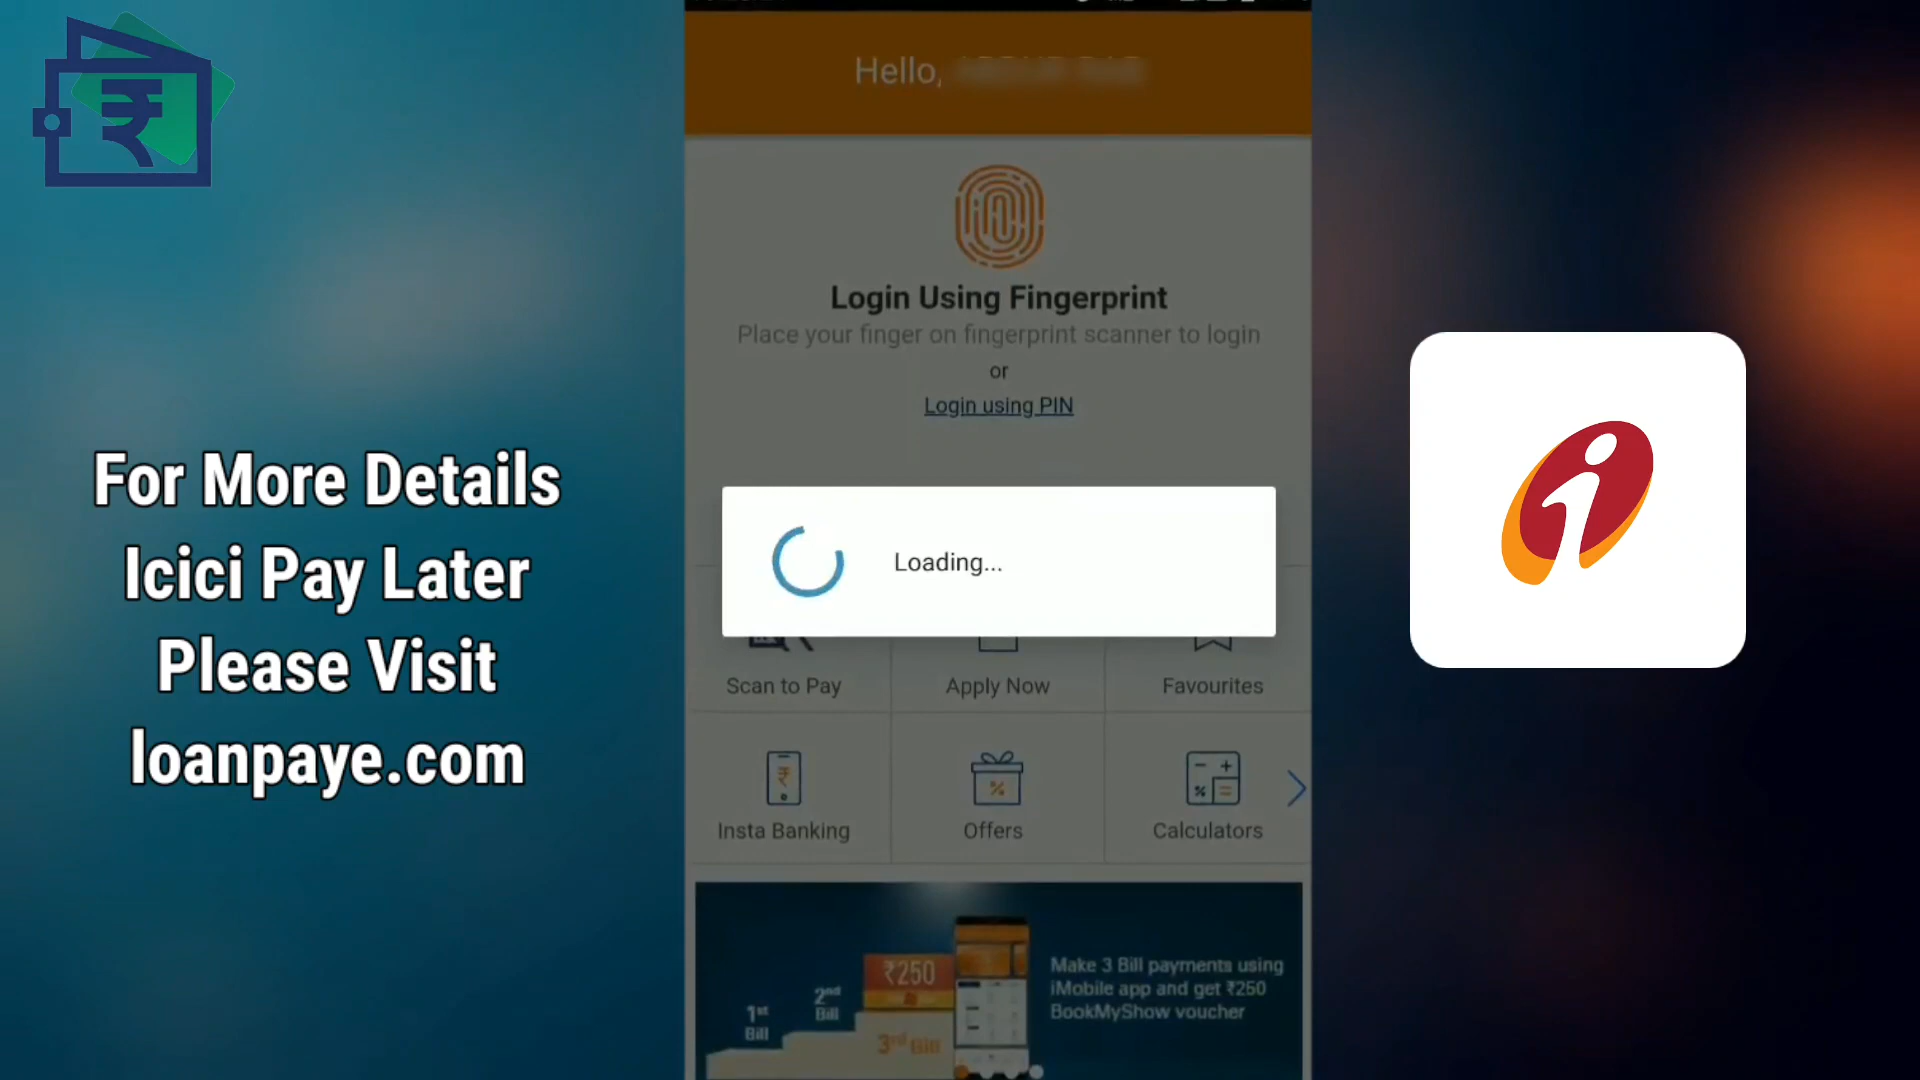 Hello,
Login Using Fingerprint
Place your finger on fingerprint scanner to login
or
Login using PIN
Loading...
Scan to Pay
Apply Now
Favourites
Insta Banking
Offers
Calculators
For More Details
Icici Pay Later
Please Visit
loanpaye.com
1st
Bill
2nd
Bill
₹250
3rd Bill
Make 3 Bill payments using
iMobile app and get ₹250
BookMyShow voucher